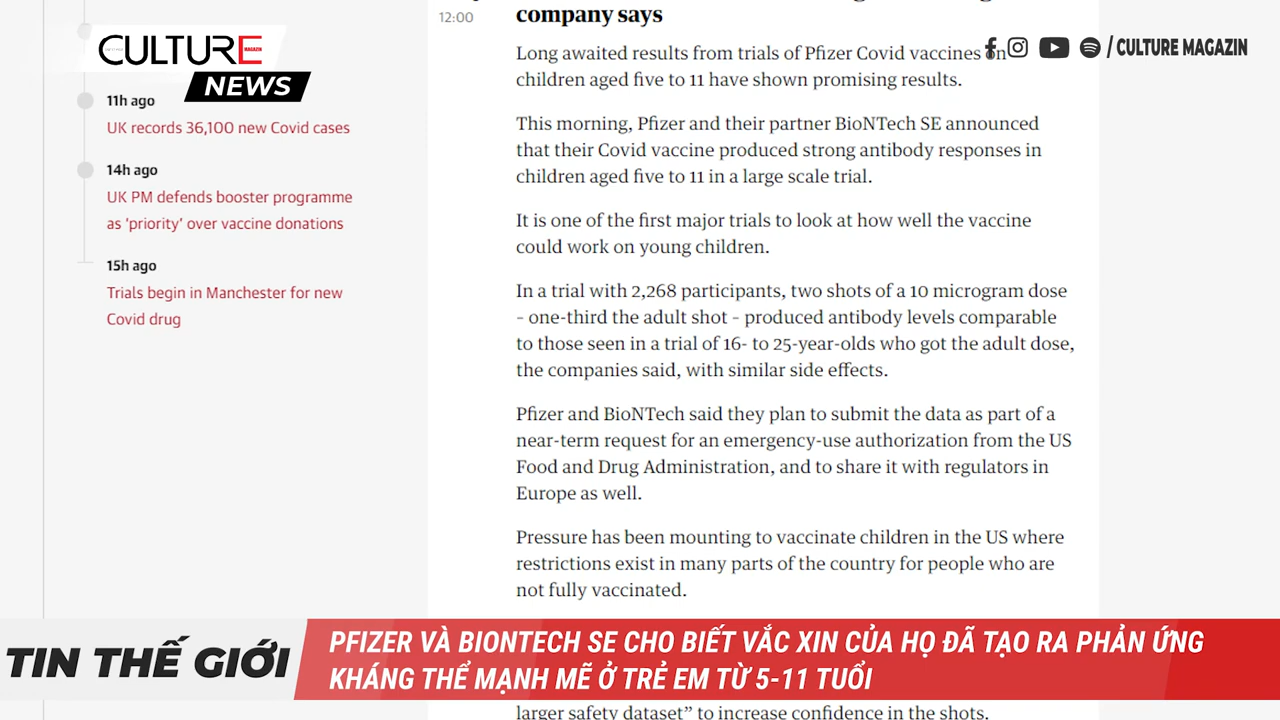 12:00
company says
CULTURE
MAGAZIN
NEWS
/ CULTURE MAGAZIN
Long awaited results from trials of Pfizer Covid vaccines on
children aged five to 11 have shown promising results.
11h ago
UK records 36,100 new Covid cases
14h ago
UK PM defends booster programme
as ‘priority’ over vaccine donations
15h ago
Trials begin in Manchester for new
Covid drug
This morning, Pfizer and their partner BioNTech SE announced
that their Covid vaccine produced strong antibody responses in
children aged five to 11 in a large scale trial.
It is one of the first major trials to look at how well the vaccine
could work on young children.
In a trial with 2,268 participants, two shots of a 10 microgram dose
– one-third the adult shot – produced antibody levels comparable
to those seen in a trial of 16- to 25-year-olds who got the adult dose,
the companies said, with similar side effects.
Pfizer and BioNTech said they plan to submit the data as part of a
near-term request for an emergency-use authorization from the US
Food and Drug Administration, and to share it with regulators in
Europe as well.
Pressure has been mounting to vaccinate children in the US where
restrictions exist in many parts of the country for people who are
not fully vaccinated.
TIN THẾ GIỚI
PFIZER VÀ BIONTECH SE CHO BIẾT VẮC XIN CỦA HỌ ĐÃ TẠO RA PHẢN ỨNG
KHÁNG THỂ MẠNH MẼ Ở TRẺ EM TỪ 5-11 TUỔI
larger safety dataset” to increase confidence in the shots.